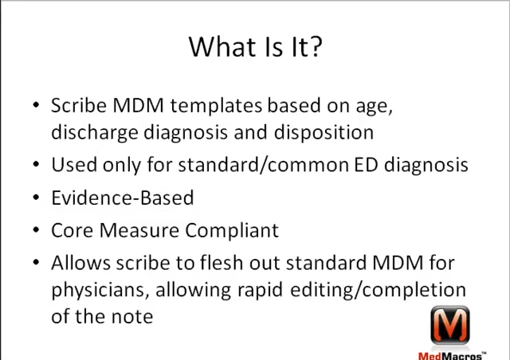 What Is It?
• Scribe MDM templates based on age,
discharge diagnosis and disposition
• Used only for standard/common ED diagnosis
• Evidence-Based
• Core Measure Compliant
• Allows scribe to flesh out standard MDM for
physicians, allowing rapid editing/completion
of the note
M
MedMacros™